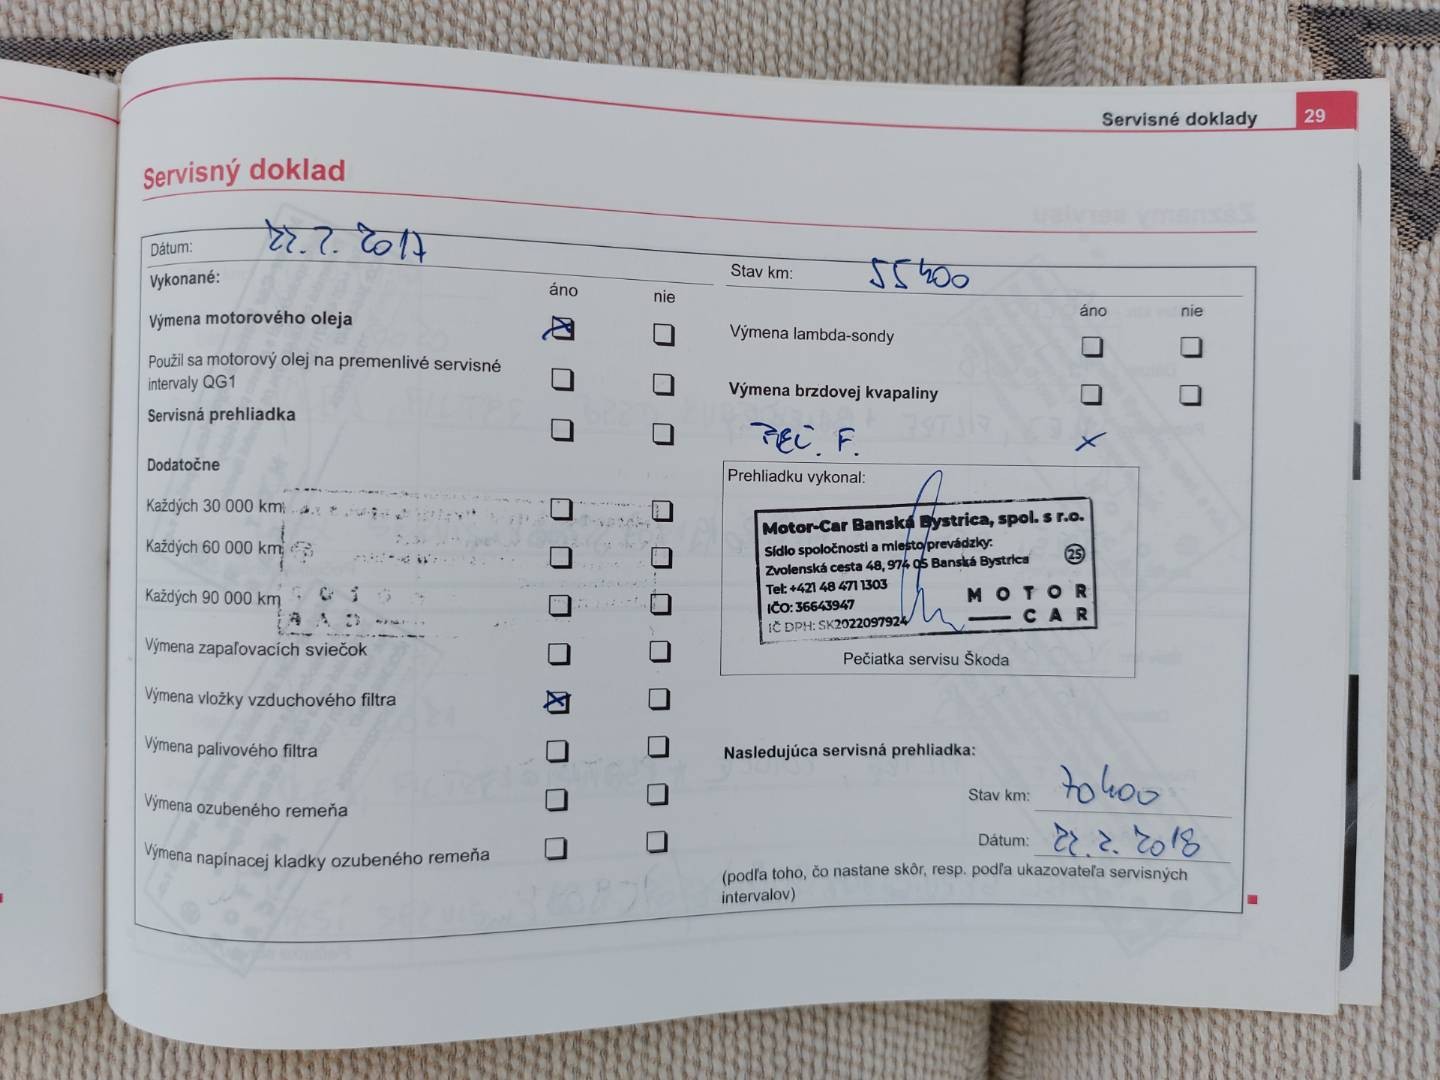 Servisné doklady 29
Servisný doklad
Dátum: 22. 2. 2017
Stav km: 55400
Vykonané:
áno nie
Výmena motorového oleja
Použil sa motorový olej na premenlivé servisné
intervaly QG1
Servisná prehliadka
Dodatočne
Každých 30 000 km
Každých 60 000 km
Každých 90 000 km
Výmena zapaľovacích sviečok
Výmena vložky vzduchového filtra
Výmena palivového filtra
Výmena ozubeného remeňa
Výmena napínacej kladky ozubeného remeňa
áno nie
Výmena lambda-sondy
Výmena brzdovej kvapaliny
PEĽ. F. x
Prehliadku vykonal:
Motor-Car Banská Bystrica, spol. s r.o.
Sídlo spoločnosti a miesto prevádzky:
Zvolenská cesta 48, 974 05 Banská Bystrica
25
Tel: +421 48 471 1303
IČO: 36643947
IČ DPH: SK2022097924
MOTOR
CAR
Pečiatka servisu Škoda
Nasledujúca servisná prehliadka:
Stav km: 70400
Dátum: 22. 2. 2018
(podľa toho, čo nastane skôr, resp. podľa ukazovateľa servisných
intervalov)